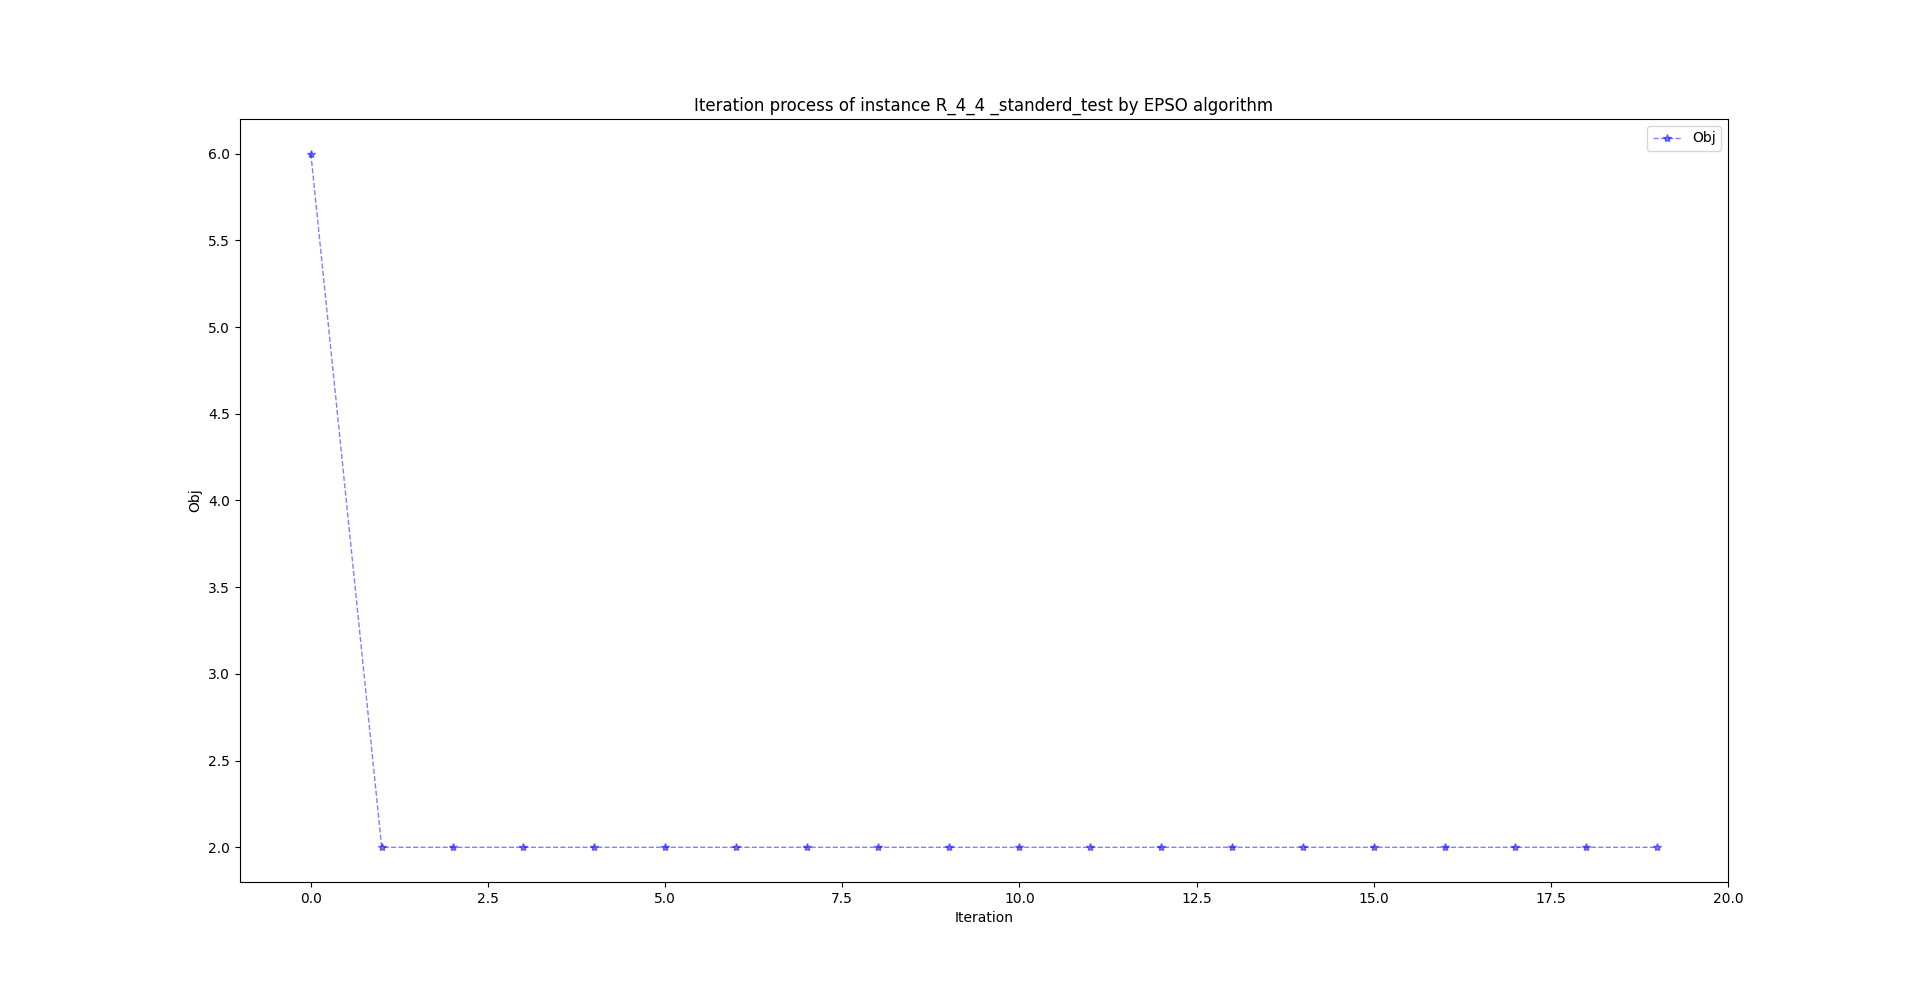 Iteration process of instance R_4_4 _standerd_test by EPSO algorithm
Obj
6.0
5.5
5.0
4.5
4.0
3.5
3.0
2.5
2.0
Obj
0.0 2.5 5.0 7.5 10.0 12.5 15.0 17.5 20.0
Iteration